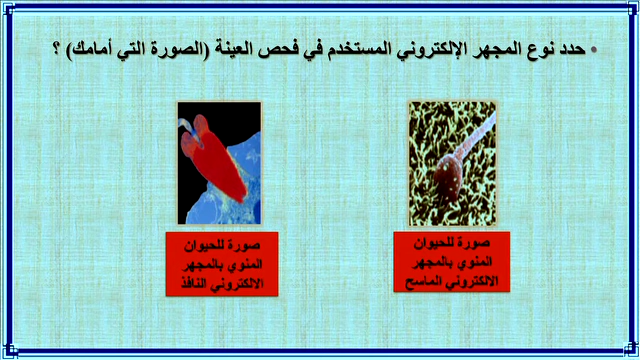 • حدد نوع المجهر الإلكتروني المستخدم في فحص العينة (الصورة التي أمامك) ؟
صورة للحيوان
المنوي بالمجهر
الالكتروني الماسح
صورة للحيوان
المنوي بالمجهر
الالكتروني النافذ